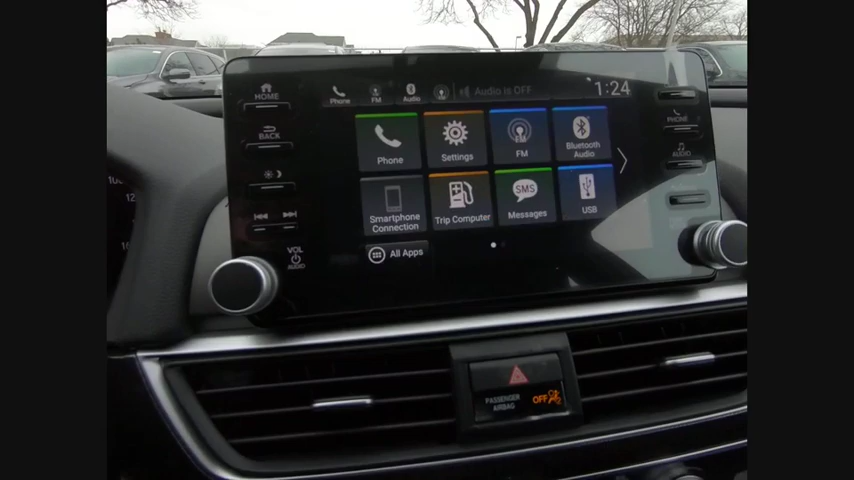 HOME
BACK
VOL
AUDIO
Phone
FM
Audio
Audio is OFF
1:24
Phone
Settings
FM
Bluetooth
Audio
Smartphone
Connection
Trip Computer
SMS
Messages
USB
All Apps
PHONE
AUDIO
PASSENGER
AIRBAG
OFF